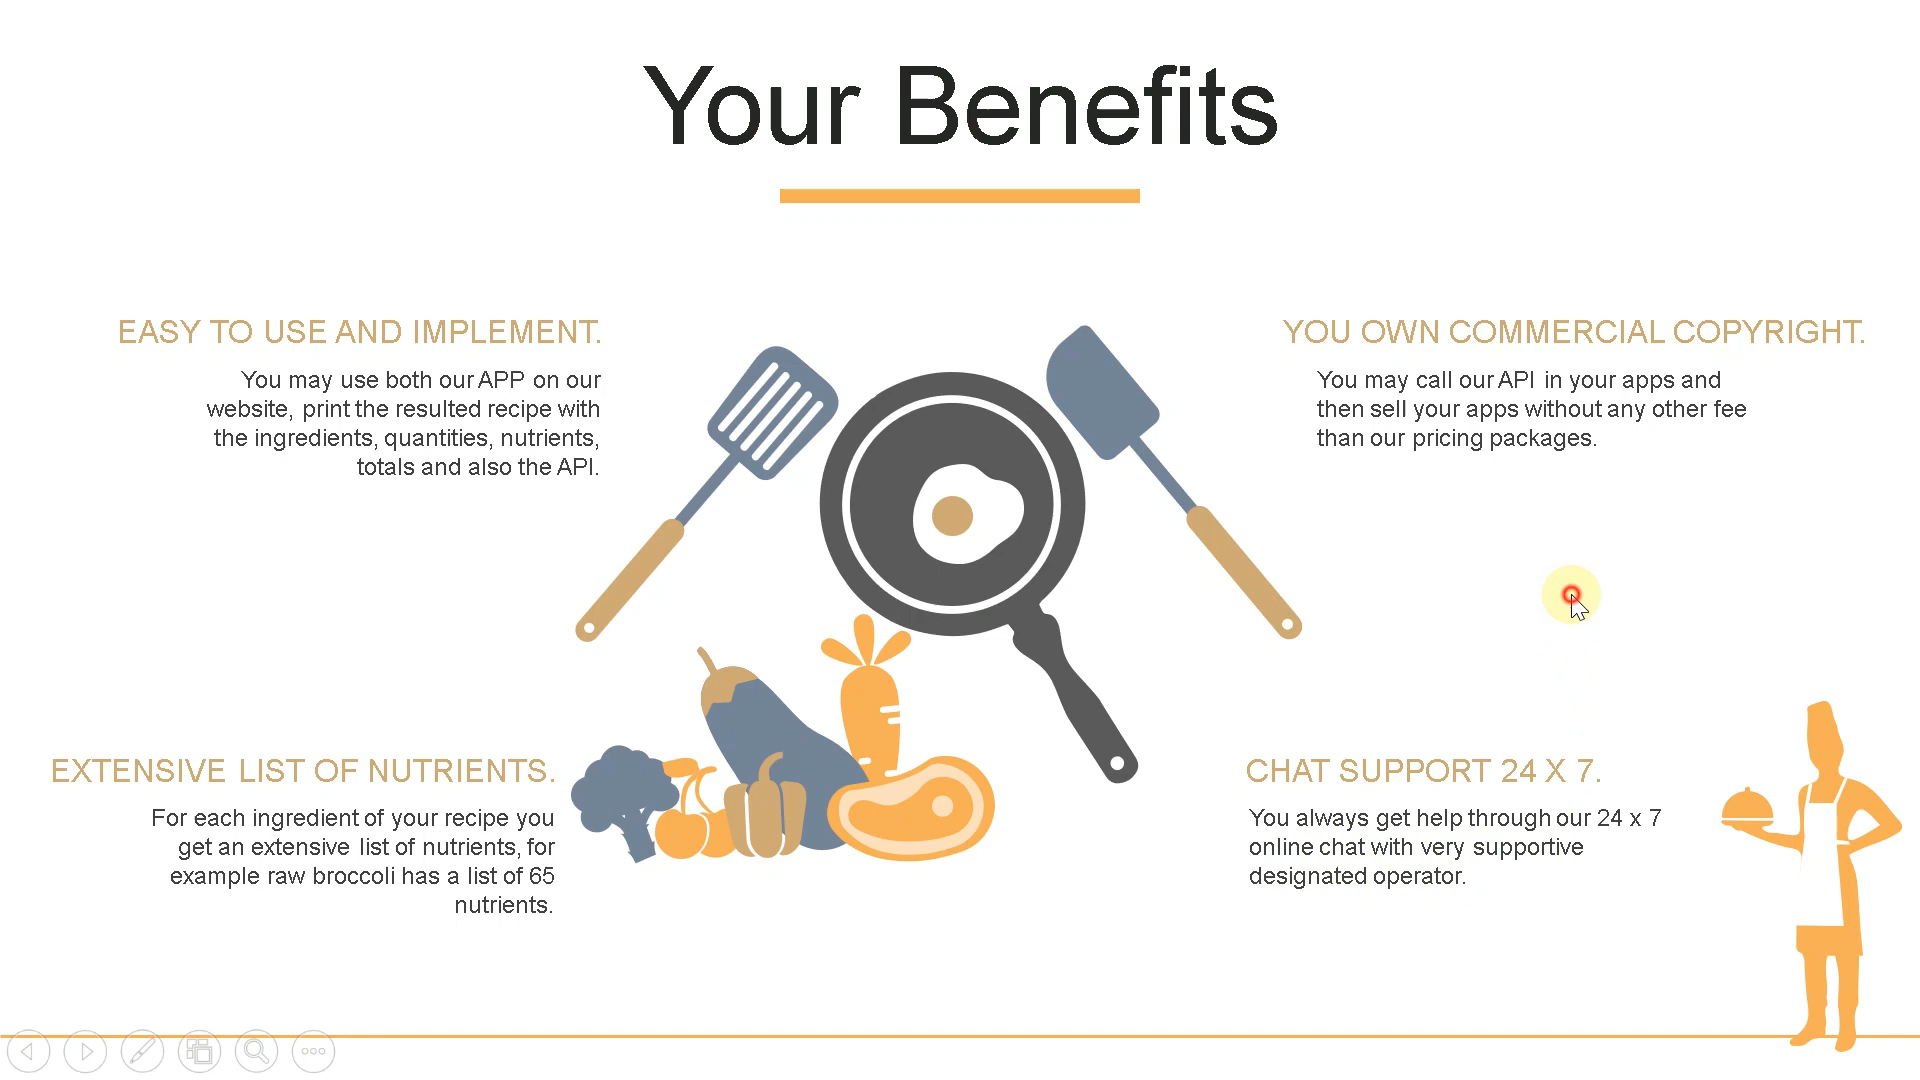 Your Benefits
EASY TO USE AND IMPLEMENT.
You may use both our APP on our
website, print the resulted recipe with
the ingredients, quantities, nutrients,
totals and also the API.
YOU OWN COMMERCIAL COPYRIGHT.
You may call our API in your apps and
then sell your apps without any other fee
than our pricing packages.
EXTENSIVE LIST OF NUTRIENTS.
For each ingredient of your recipe you
get an extensive list of nutrients, for
example raw broccoli has a list of 65
nutrients.
CHAT SUPPORT 24 X 7.
You always get help through our 24 x 7
online chat with very supportive
designated operator.